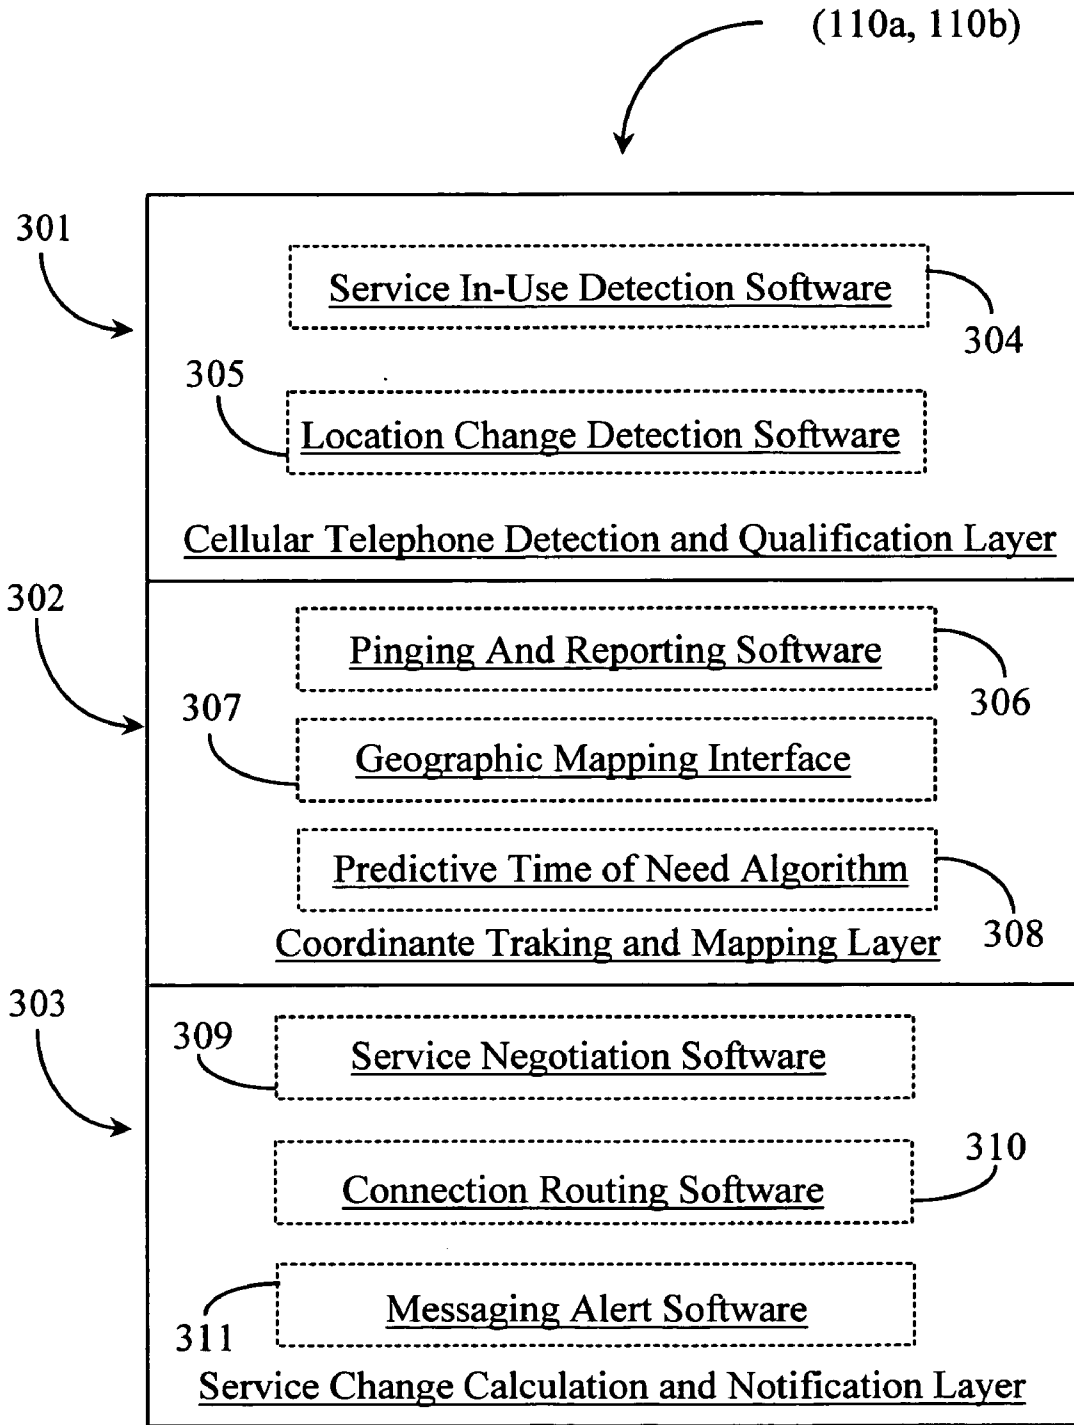 (110a, 110b)
301
Service In-Use Detection Software
304
305
Location Change Detection Software
Cellular Telephone Detection and Qualification Layer
302
Pinging And Reporting Software
306
307
Geographic Mapping Interface
Predictive Time of Need Algorithm
308
Coordinante Traking and Mapping Layer
303
309
Service Negotiation Software
310
Connection Routing Software
Messaging Alert Software
311
Service Change Calculation and Notification Layer